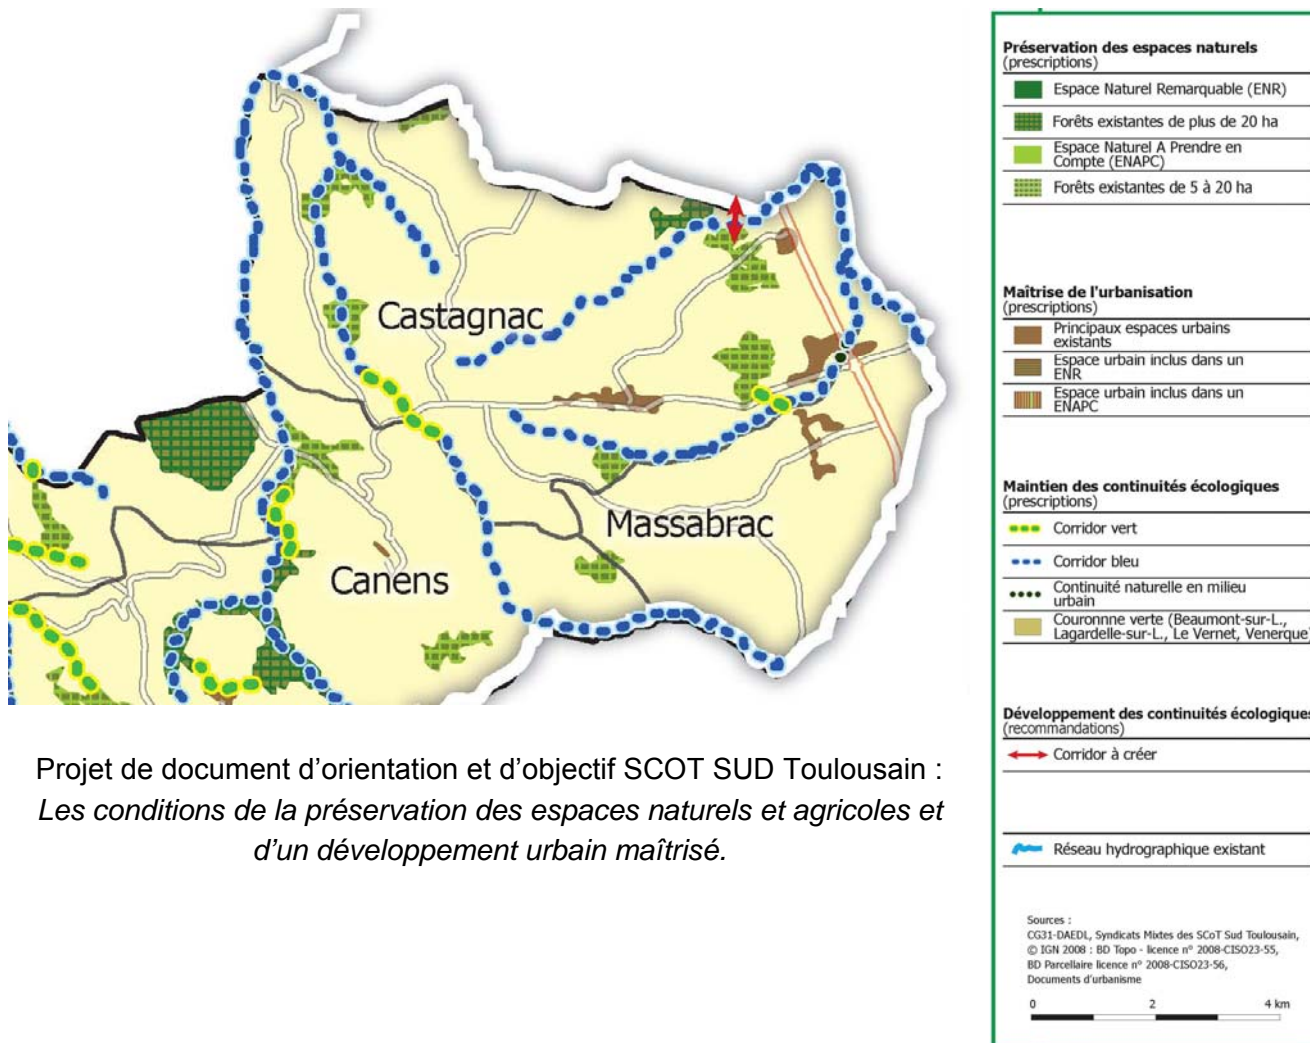 Castagnac
Massabrac
Canens
Projet de document d’orientation et d’objectif SCOT SUD Toulousain :
Les conditions de la préservation des espaces naturels et agricoles et
d’un développement urbain maîtrisé.
Préservation des espaces naturels
(prescriptions)
Espace Naturel Remarquable (ENR)
Forêts existantes de plus de 20 ha
Espace Naturel A Prendre en
Compte (ENAPC)
Forêts existantes de 5 à 20 ha
Maîtrise de l'urbanisation
(prescriptions)
Principaux espaces urbains
existants
Espace urbain inclus dans un
ENR
Espace urbain inclus dans un
ENAPC
Maintien des continuités écologiques
(prescriptions)
Corridor vert
Corridor bleu
Continuité naturelle en milieu
urbain
Couronnne verte (Beaumont-sur-L.,
Lagardelle-sur-L., Le Vernet, Venerque)
Développement des continuités écologiques
(recommandations)
Corridor à créer
Réseau hydrographique existant
Sources :
CG31-DAEDL, Syndicats Mixtes des SCoT Sud Toulousain,
© IGN 2008 : BD Topo - licence n° 2008-CISO23-55,
BD Parcellaire licence n° 2008-CISO23-56,
Documents d'urbanisme
0 2 4 km